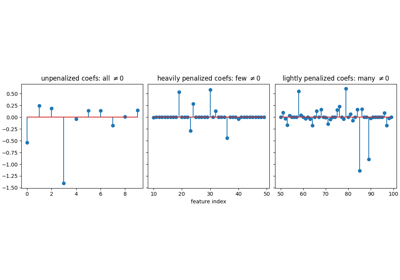 unpenalized coefs: all ≠0
heavily penalized coefs: few ≠0
lightly penalized coefs: many ≠0
0.50
0.25
0.00
−0.25
−0.50
−0.75
−1.00
−1.25
−1.50
0 2 4 6 8
10 20 30 40 50
50 60 70 80 90 100
feature index